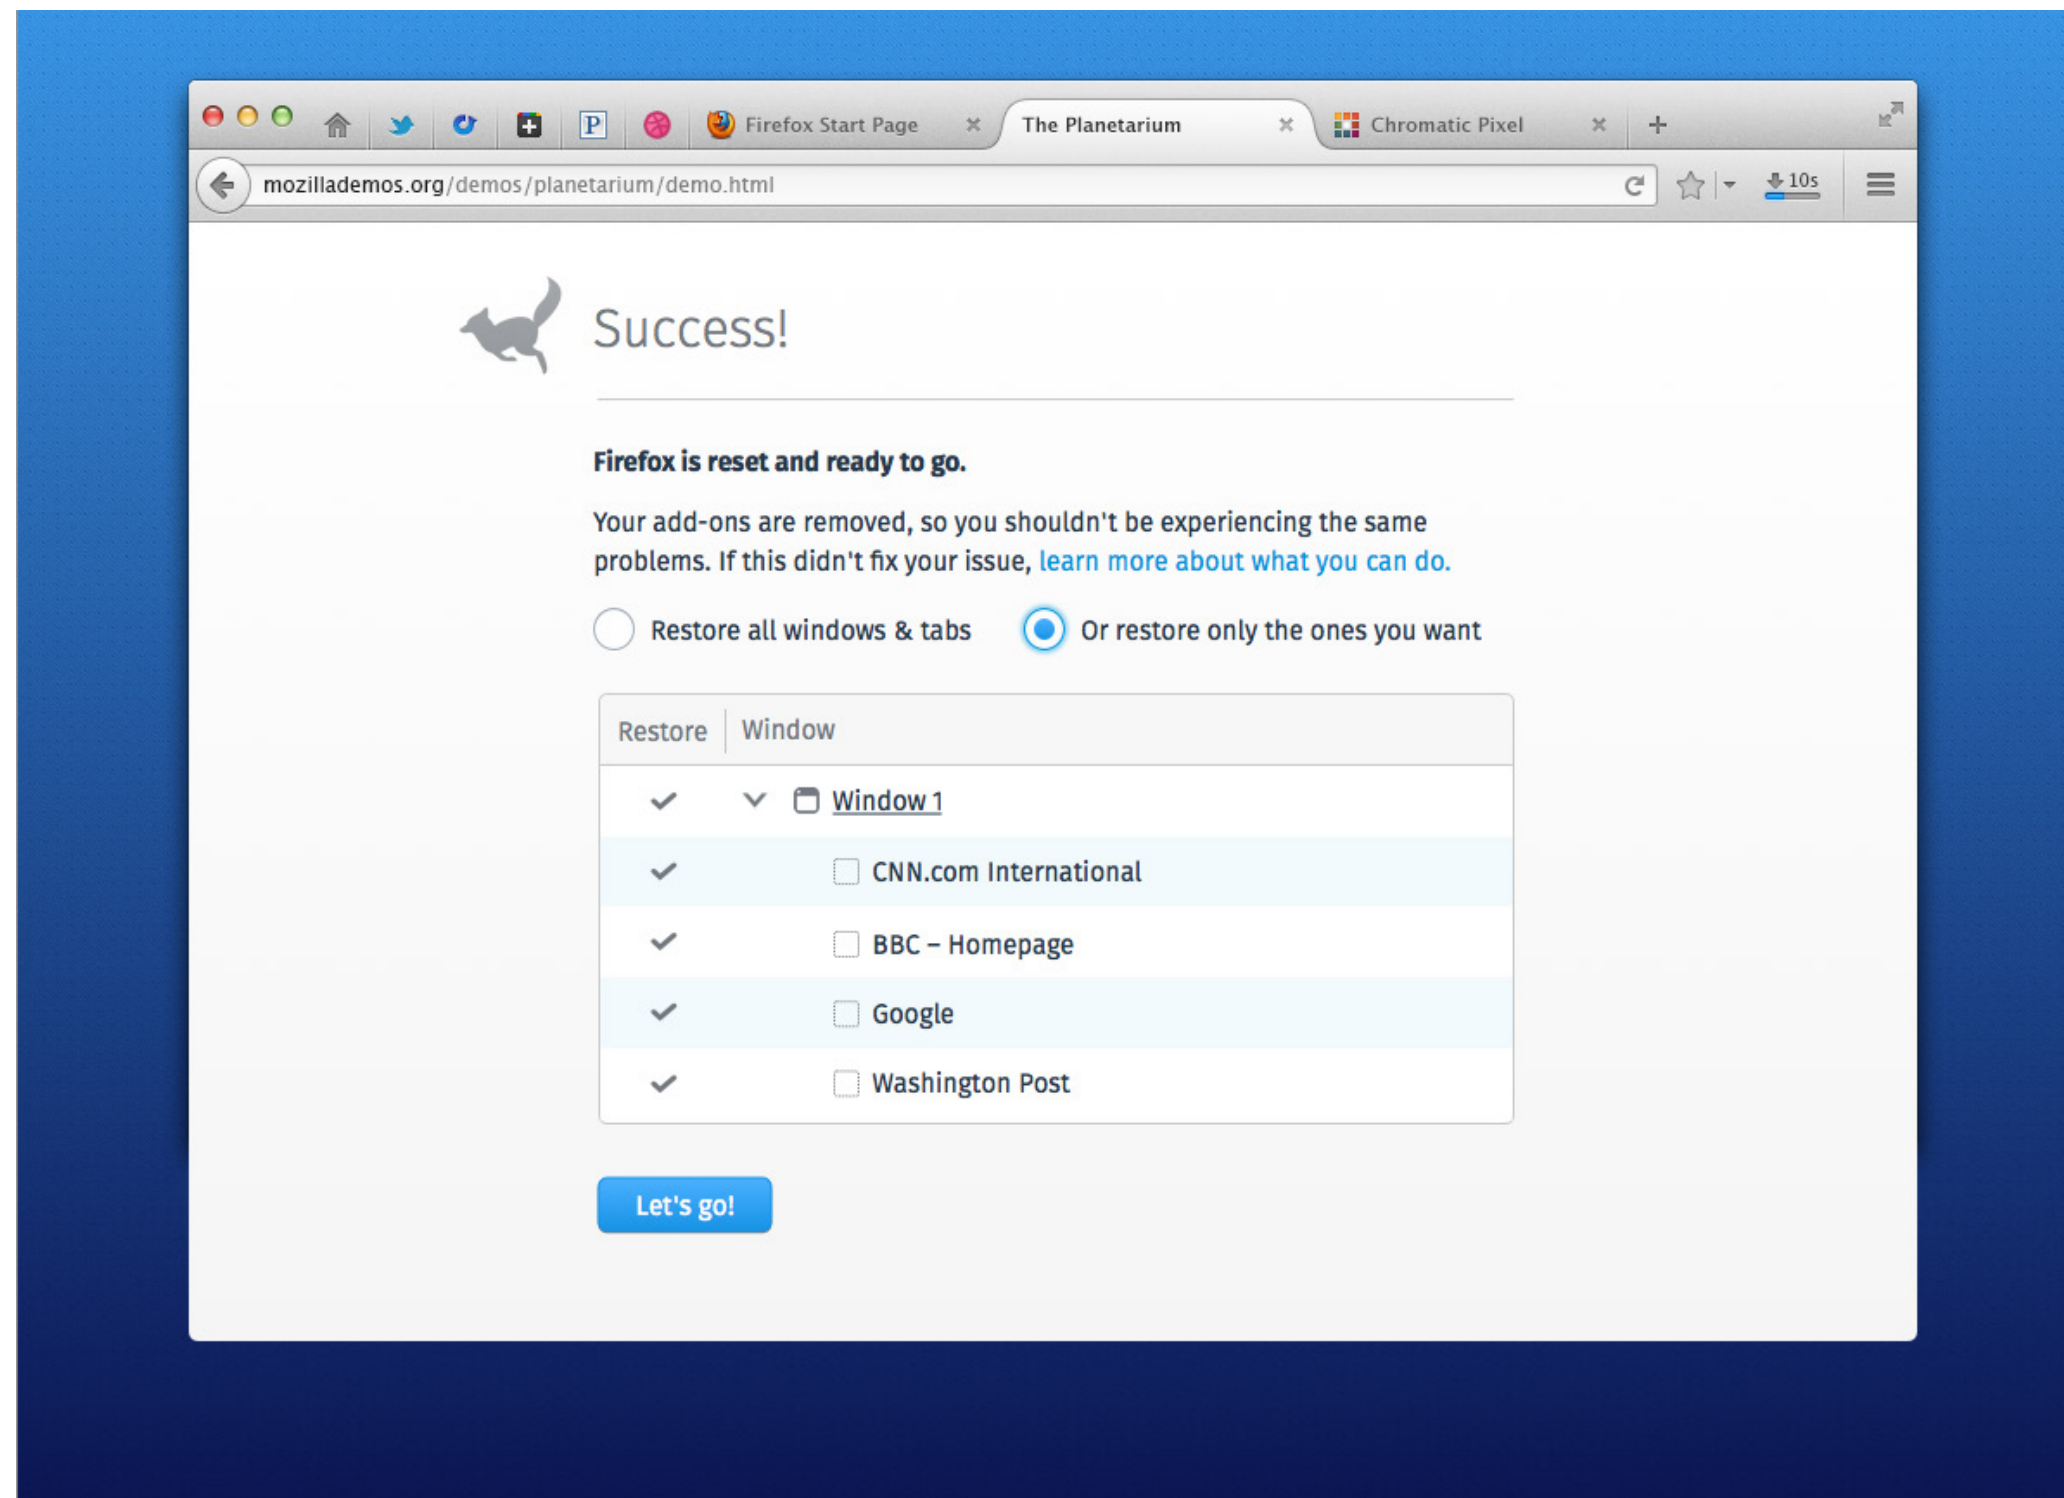 Firefox Start Page
The Planetarium
Chromatic Pixel
mozillademos.org/demos/planetarium/demo.html
10s
Success!
Firefox is reset and ready to go.
Your add-ons are removed, so you shouldn't be experiencing the same
problems. If this didn't fix your issue, learn more about what you can do.
Restore all windows & tabs
Or restore only the ones you want
Restore
Window
Window 1
CNN.com International
BBC – Homepage
Google
Washington Post
Let's go!